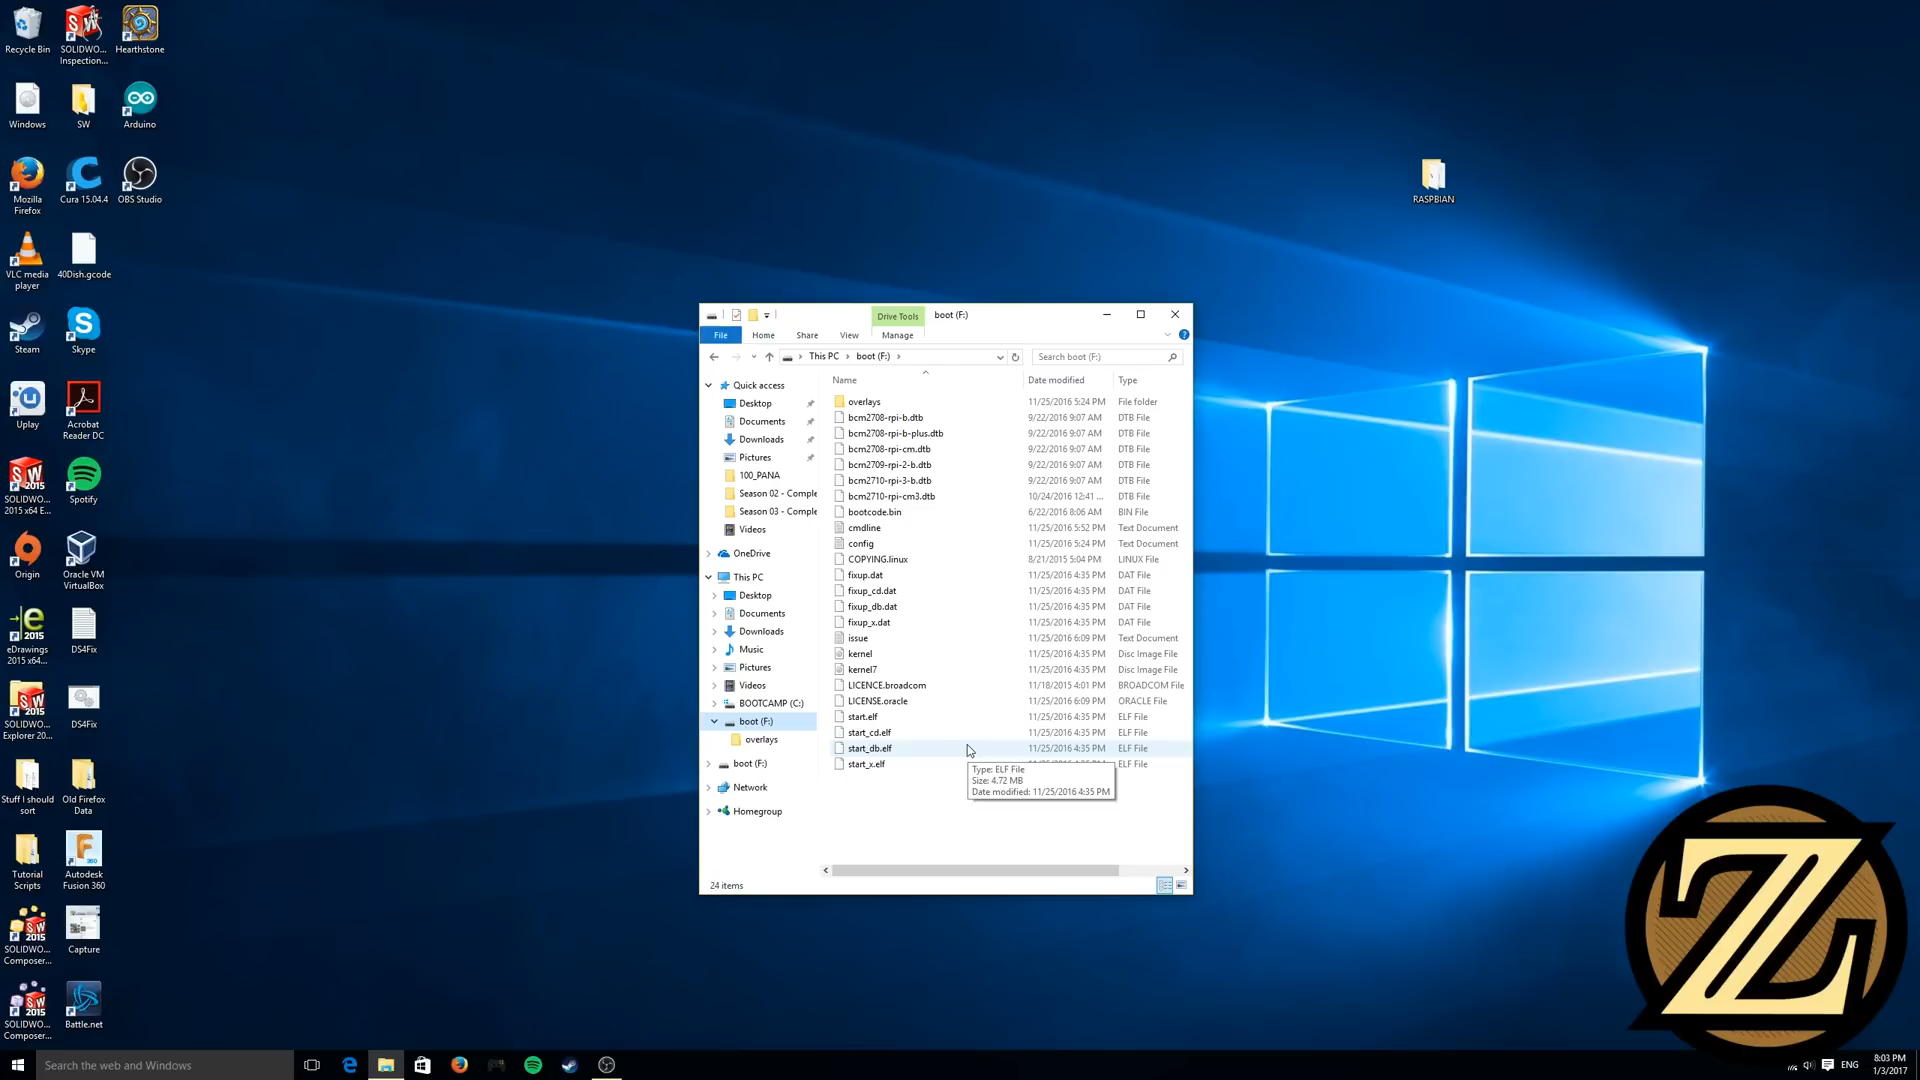 Recycle Bin
SOLIDWO...
Inspection...
Hearthstone
Windows
SW
Arduino
Mozilla
Firefox
Cura 15.04.4
OBS Studio
VLC media
player
40Dish.gcode
Steam
Skype
Uplay
Acrobat
Reader DC
SOLIDWO...
2015 x64 E...
Spotify
Origin
Oracle VM
VirtualBox
eDrawings
2015 x64...
DS4Fix
SOLIDWO...
Explorer 20...
DS4Fix
Stuff I should
sort
Old Firefox
Data
Tutorial
Scripts
Autodesk
Fusion 360
SOLIDWO...
Composer...
Capture
SOLIDWO...
Composer...
Battle.net
RASPBIAN
Drive Tools
boot (F:)
File
Home
Share
View
Manage
This PC
boot (F:)
Search boot (F:)
Quick access
Desktop
Documents
Downloads
Pictures
100_PANA
Season 02 - Comple
Season 03 - Comple
Videos
OneDrive
This PC
Desktop
Documents
Downloads
Music
Pictures
Videos
BOOTCAMP (C:)
boot (F:)
overlays
boot (F:)
Network
Homegroup
Name Date modified Type
overlays 11/25/2016 5:24 PM File folder
bcm2708-rpi-b.dtb 9/22/2016 9:07 AM DTB File
bcm2708-rpi-b-plus.dtb 9/22/2016 9:07 AM DTB File
bcm2708-rpi-cm.dtb 9/22/2016 9:07 AM DTB File
bcm2709-rpi-2-b.dtb 9/22/2016 9:07 AM DTB File
bcm2710-rpi-3-b.dtb 9/22/2016 9:07 AM DTB File
bcm2710-rpi-cm3.dtb 10/24/2016 12:41 ... DTB File
bootcode.bin 6/22/2016 8:06 AM BIN File
cmdline 11/25/2016 5:52 PM Text Document
config 11/25/2016 5:24 PM Text Document
COPYING.linux 8/21/2015 5:04 PM LINUX File
fixup.dat 11/25/2016 4:35 PM DAT File
fixup_cd.dat 11/25/2016 4:35 PM DAT File
fixup_db.dat 11/25/2016 4:35 PM DAT File
fixup_x.dat 11/25/2016 4:35 PM DAT File
issue 11/25/2016 6:09 PM Text Document
kernel 11/25/2016 4:35 PM Disc Image File
kernel7 11/25/2016 4:35 PM Disc Image File
LICENCE.broadcom 11/18/2015 4:01 PM BROADCOM File
LICENSE.oracle 11/25/2016 6:09 PM ORACLE File
start.elf 11/25/2016 4:35 PM ELF File
start_cd.elf 11/25/2016 4:35 PM ELF File
start_db.elf 11/25/2016 4:35 PM ELF File
start_x.elf ELF File
Type: ELF File
Size: 4.72 MB
Date modified: 11/25/2016 4:35 PM
24 items
Z
Search the web and Windows
ENG
8:03 PM
1/3/2017